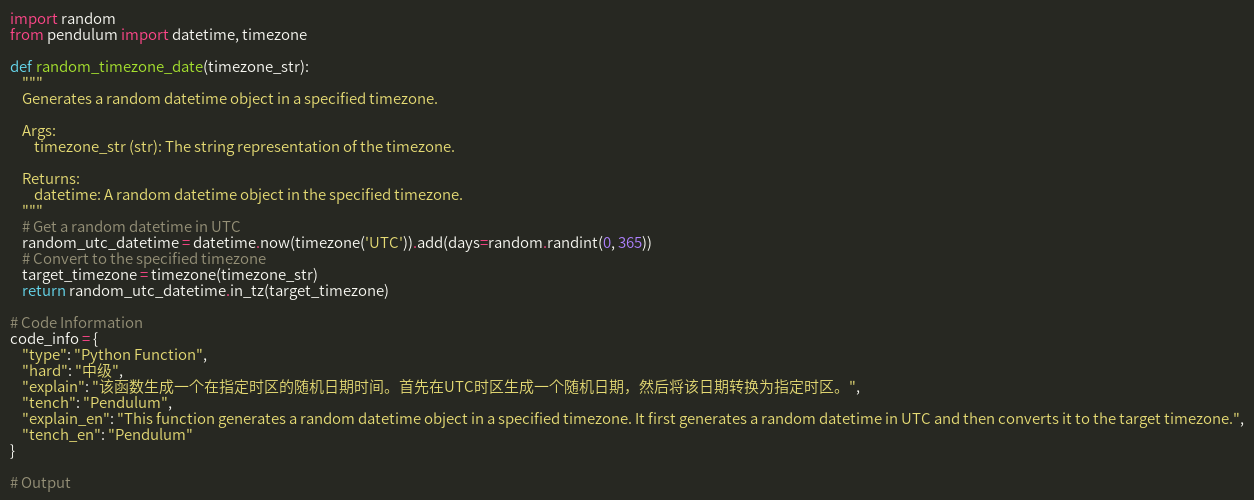 import random
from pendulum import datetime, timezone

def random_timezone_date(timezone_str):
    """
    Generates a random datetime object in a specified timezone.

    Args:
        timezone_str (str): The string representation of the timezone.

    Returns:
        datetime: A random datetime object in the specified timezone.
    """
    # Get a random datetime in UTC
    random_utc_datetime = datetime.now(timezone('UTC')).add(days=random.randint(0, 365))
    # Convert to the specified timezone
    target_timezone = timezone(timezone_str)
    return random_utc_datetime.in_tz(target_timezone)

# Code Information
code_info = {
    "type": "Python Function",
    "hard": "中级",
    "explain": "该函数生成一个在指定时区的随机日期时间。首先在UTC时区生成一个随机日期，然后将该日期转换为指定时区。",
    "tench": "Pendulum",
    "explain_en": "This function generates a random datetime object in a specified timezone. It first generates a random datetime in UTC and then converts it to the target timezone.",
    "tench_en": "Pendulum"
}

# Output